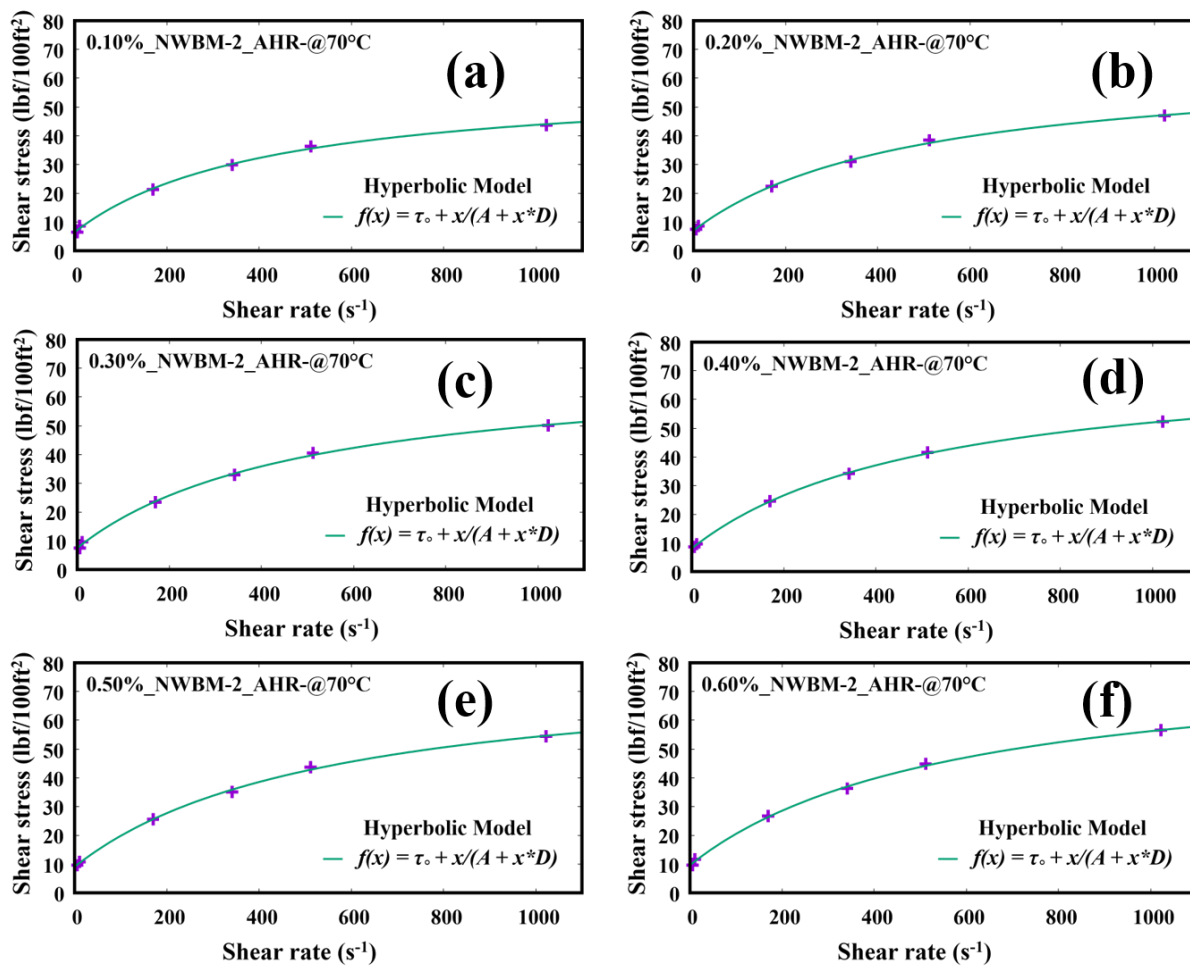 0.10%_NWBM-2_AHR-@70°C
(a)
Shear stress (lbf/100ft²)
80
70
60
50
40
30
20
10
0
Hyperbolic Model
f(x) = τ₀ + x/(A + x*D)
0 200 400 600 800 1000
Shear rate (s⁻¹)
0.20%_NWBM-2_AHR-@70°C
(b)
Shear stress (lbf/100ft²)
80
70
60
50
40
30
20
10
0
Hyperbolic Model
f(x) = τ₀ + x/(A + x*D)
0 200 400 600 800 1000
Shear rate (s⁻¹)
0.30%_NWBM-2_AHR-@70°C
(c)
Shear stress (lbf/100ft²)
80
70
60
50
40
30
20
10
0
Hyperbolic Model
f(x) = τ₀ + x/(A + x*D)
0 200 400 600 800 1000
Shear rate (s⁻¹)
0.40%_NWBM-2_AHR-@70°C
(d)
Shear stress (lbf/100ft²)
80
70
60
50
40
30
20
10
0
Hyperbolic Model
f(x) = τ₀ + x/(A + x*D)
0 200 400 600 800 1000
Shear rate (s⁻¹)
0.50%_NWBM-2_AHR-@70°C
(e)
Shear stress (lbf/100ft²)
80
70
60
50
40
30
20
10
0
Hyperbolic Model
f(x) = τ₀ + x/(A + x*D)
0 200 400 600 800 1000
Shear rate (s⁻¹)
0.60%_NWBM-2_AHR-@70°C
(f)
Shear stress (lbf/100ft²)
80
70
60
50
40
30
20
10
0
Hyperbolic Model
f(x) = τ₀ + x/(A + x*D)
0 200 400 600 800 1000
Shear rate (s⁻¹)